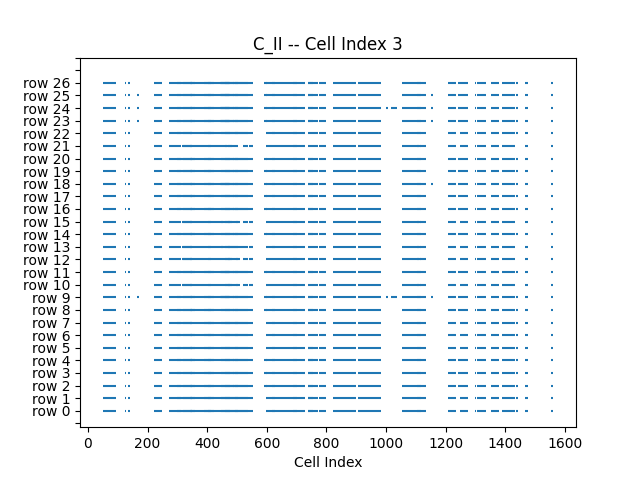 C_II -- Cell Index 3
row 26
row 25
row 24
row 23
row 22
row 21
row 20
row 19
row 18
row 17
row 16
row 15
row 14
row 13
row 12
row 11
row 10
row 9
row 8
row 7
row 6
row 5
row 4
row 3
row 2
row 1
row 0
0 200 400 600 800 1000 1200 1400 1600
Cell Index